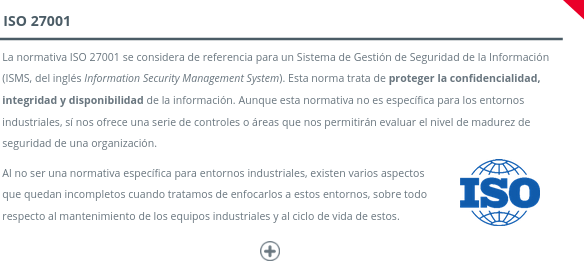 ISO 27001
La normativa ISO 27001 se considera de referencia para un Sistema de Gestión de Seguridad de la Información
(ISMS, del inglés Information Security Management System). Esta norma trata de proteger la confidencialidad,
integridad y disponibilidad de la información. Aunque esta normativa no es específica para los entornos
industriales, sí nos ofrece una serie de controles o áreas que nos permitirán evaluar el nivel de madurez de
seguridad de una organización.
Al no ser una normativa específica para entornos industriales, existen varios aspectos
que quedan incompletos cuando tratamos de enfocarlos a estos entornos, sobre todo
respecto al mantenimiento de los equipos industriales y al ciclo de vida de estos.
ISO